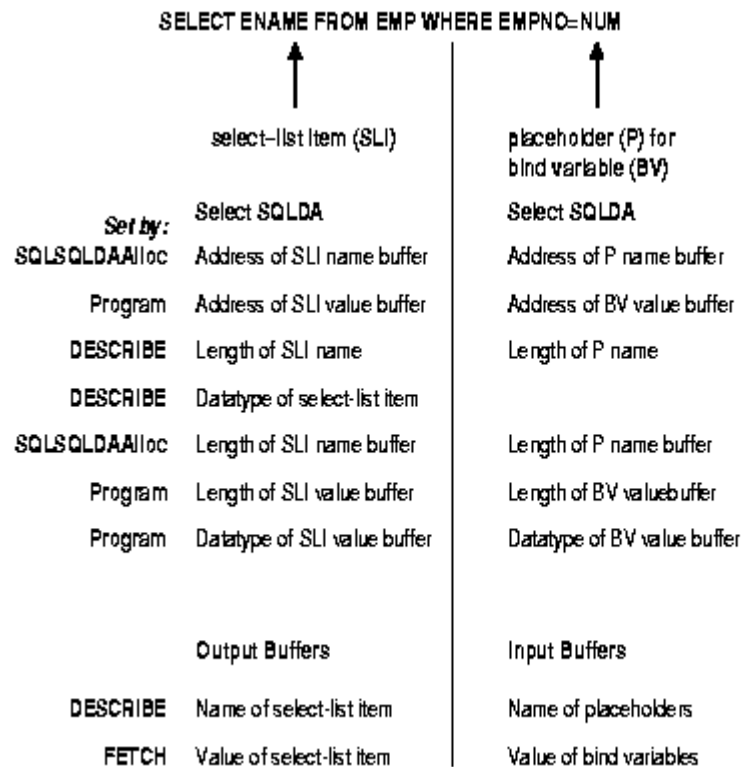 SELECT ENAME FROM EMP WHERE EMPNO=NUM
select-list item (SLI) placeholder (P) for
bind variable (BV)
Set by: Select SQLDA Select SQLDA
SQLSQLDAAlloc Address of SLI name buffer Address of P name buffer
Program Address of SLI value buffer Address of BV value buffer
DESCRIBE Length of SLI name Length of P name
DESCRIBE Datatype of select-list item
SQLSQLDAAlloc Length of SLI name buffer Length of P name buffer
Program Length of SLI value buffer Length of BV valuebuffer
Program Datatype of SLI value buffer Datatype of BV value buffer
Output Buffers Input Buffers
DESCRIBE Name of select-list item Name of placeholders
FETCH Value of select-list item Value of bind variables